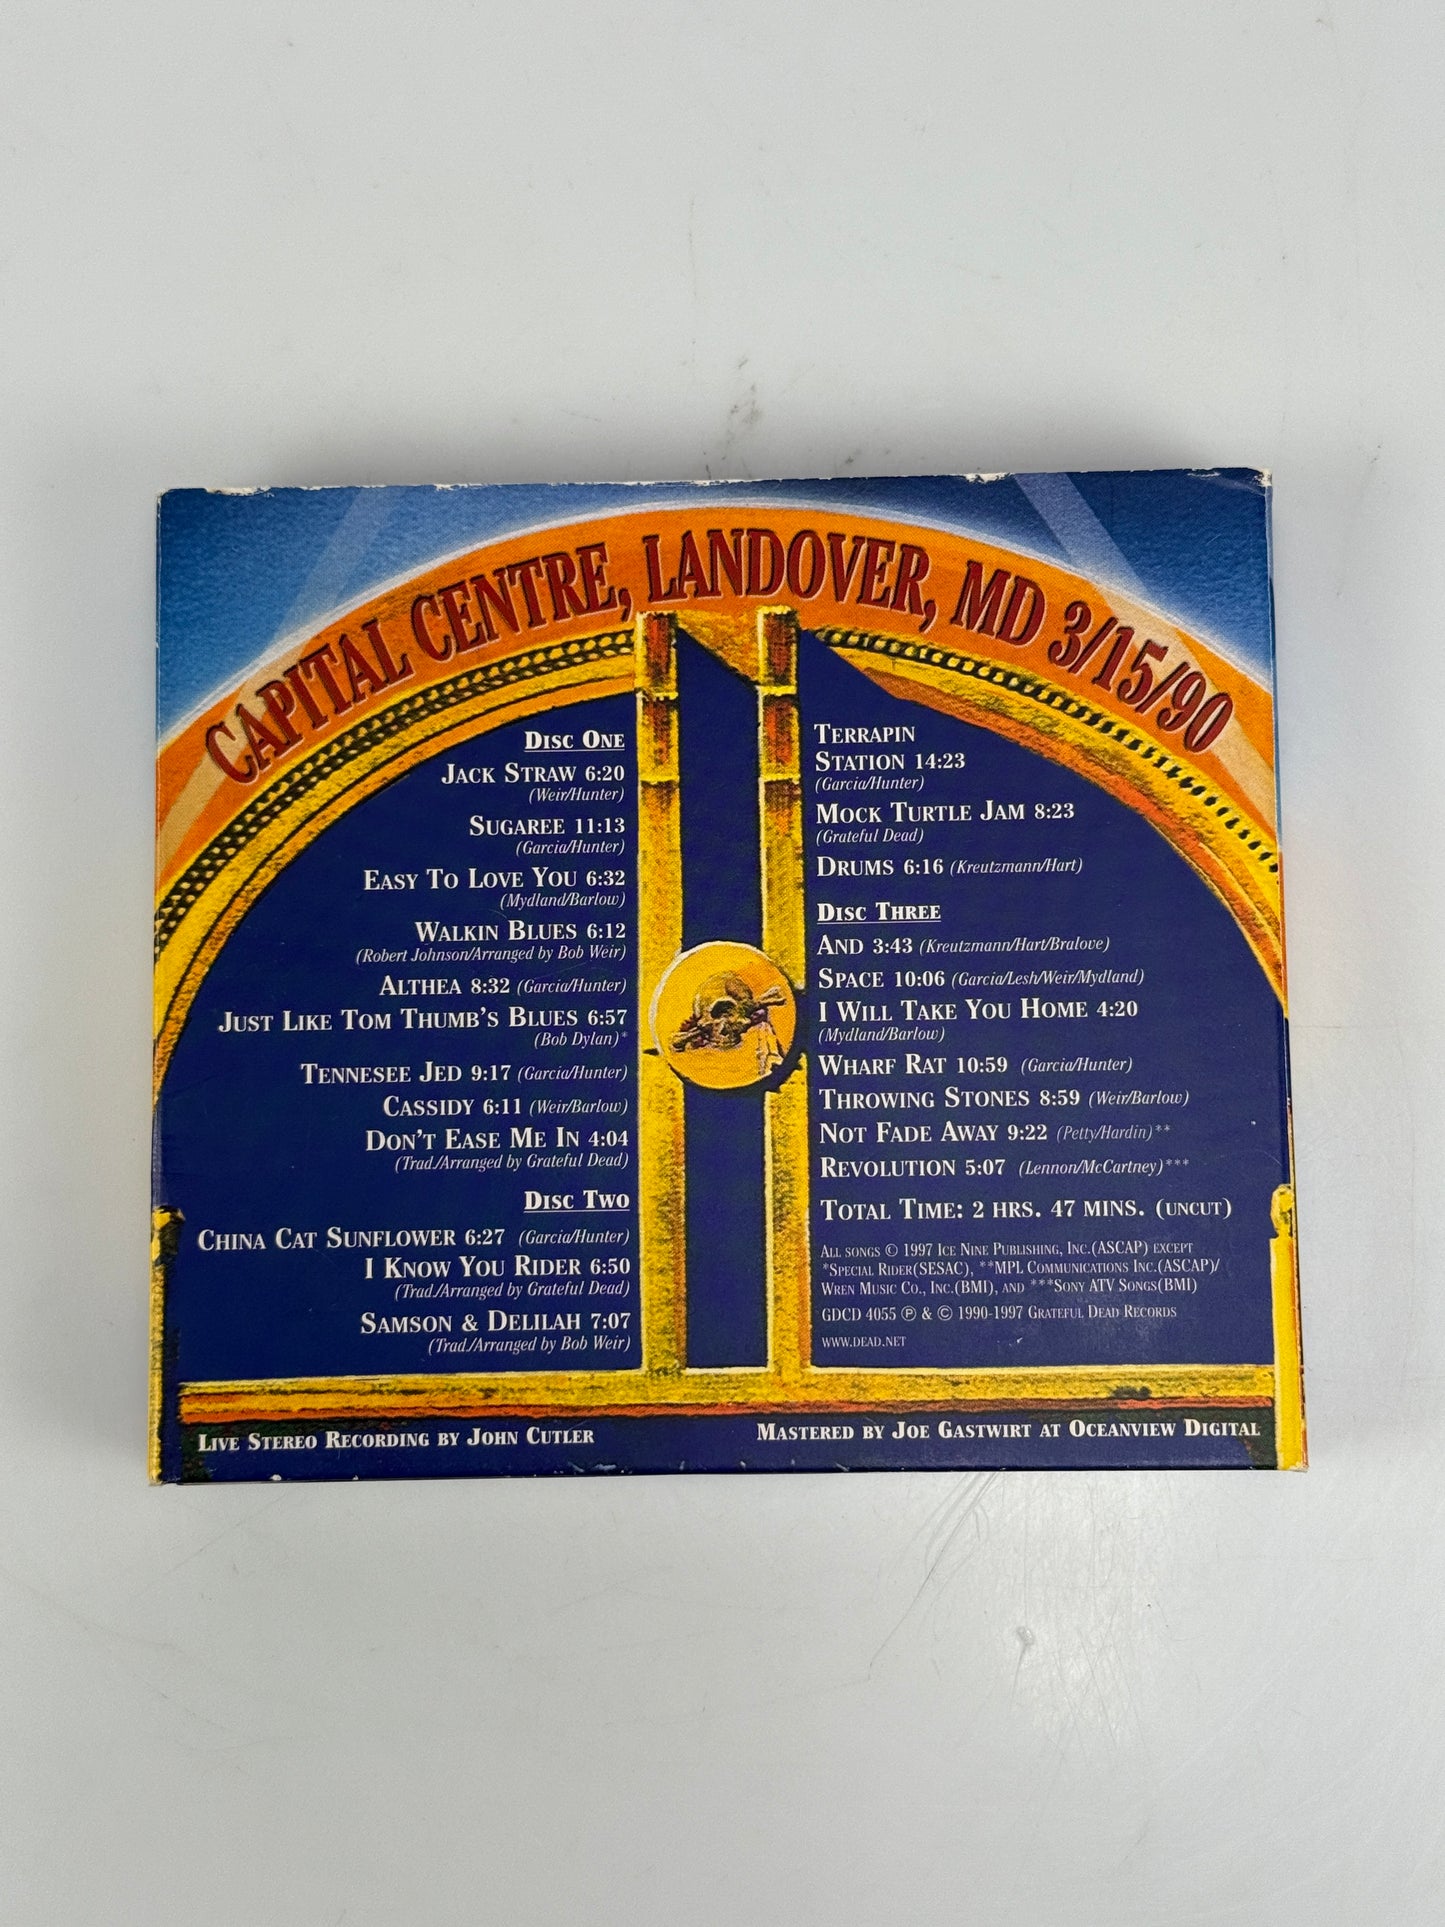 CAPITAL CENTRE, LANDOVER, MD 3/15/90
DISC ONE
JACK STRAW 6:20
(Weir/Hunter)
SUGAREE 11:13
(Garcia/Hunter)
EASY TO LOVE YOU 6:32
(Mydland/Barlow)
WALKIN BLUES 6:12
(Robert Johnson/Arranged by Bob Weir)
ALTHEA 8:32 (Garcia/Hunter)
JUST LIKE TOM THUMB'S BLUES 6:57
(Bob Dylan)*
TENNESEE JED 9:17 (Garcia/Hunter)
CASSIDY 6:11 (Weir/Barlow)
DON'T EASE ME IN 4:04
(Trad./Arranged by Grateful Dead)
DISC TWO
CHINA CAT SUNFLOWER 6:27 (Garcia/Hunter)
I KNOW YOU RIDER 6:50
(Trad./Arranged by Grateful Dead)
SAMSON & DELILAH 7:07
(Trad./Arranged by Bob Weir)
TERRAPIN
STATION 14:23
(Garcia/Hunter)
MOCK TURTLE JAM 8:23
(Grateful Dead)
DRUMS 6:16 (Kreutzmann/Hart)
DISC THREE
AND 3:43 (Kreutzmann/Hart/Bralove)
SPACE 10:06 (Garcia/Lesh/Weir/Mydland)
I WILL TAKE YOU HOME 4:20
(Mydland/Barlow)
WHARF RAT 10:59 (Garcia/Hunter)
THROWING STONES 8:59 (Weir/Barlow)
NOT FADE AWAY 9:22 (Petty/Hardin)**
REVOLUTION 5:07 (Lennon/McCartney)***
TOTAL TIME: 2 HRS. 47 MINS. (UNCUT)
ALL SONGS © 1997 ICE NINE PUBLISHING, INC.(ASCAP) EXCEPT
*SPECIAL RIDER(SESAC), **MPL COMMUNICATIONS INC.(ASCAP)/
WREN MUSIC CO., INC.(BMI), AND ***SONY ATV SONGS(BMI)
GDCD 4055 ℗ & © 1990-1997 GRATEFUL DEAD RECORDS
WWW.DEAD.NET
LIVE STEREO RECORDING BY JOHN CUTLER
MASTERED BY JOE GASTWIRT AT OCEANVIEW DIGITAL